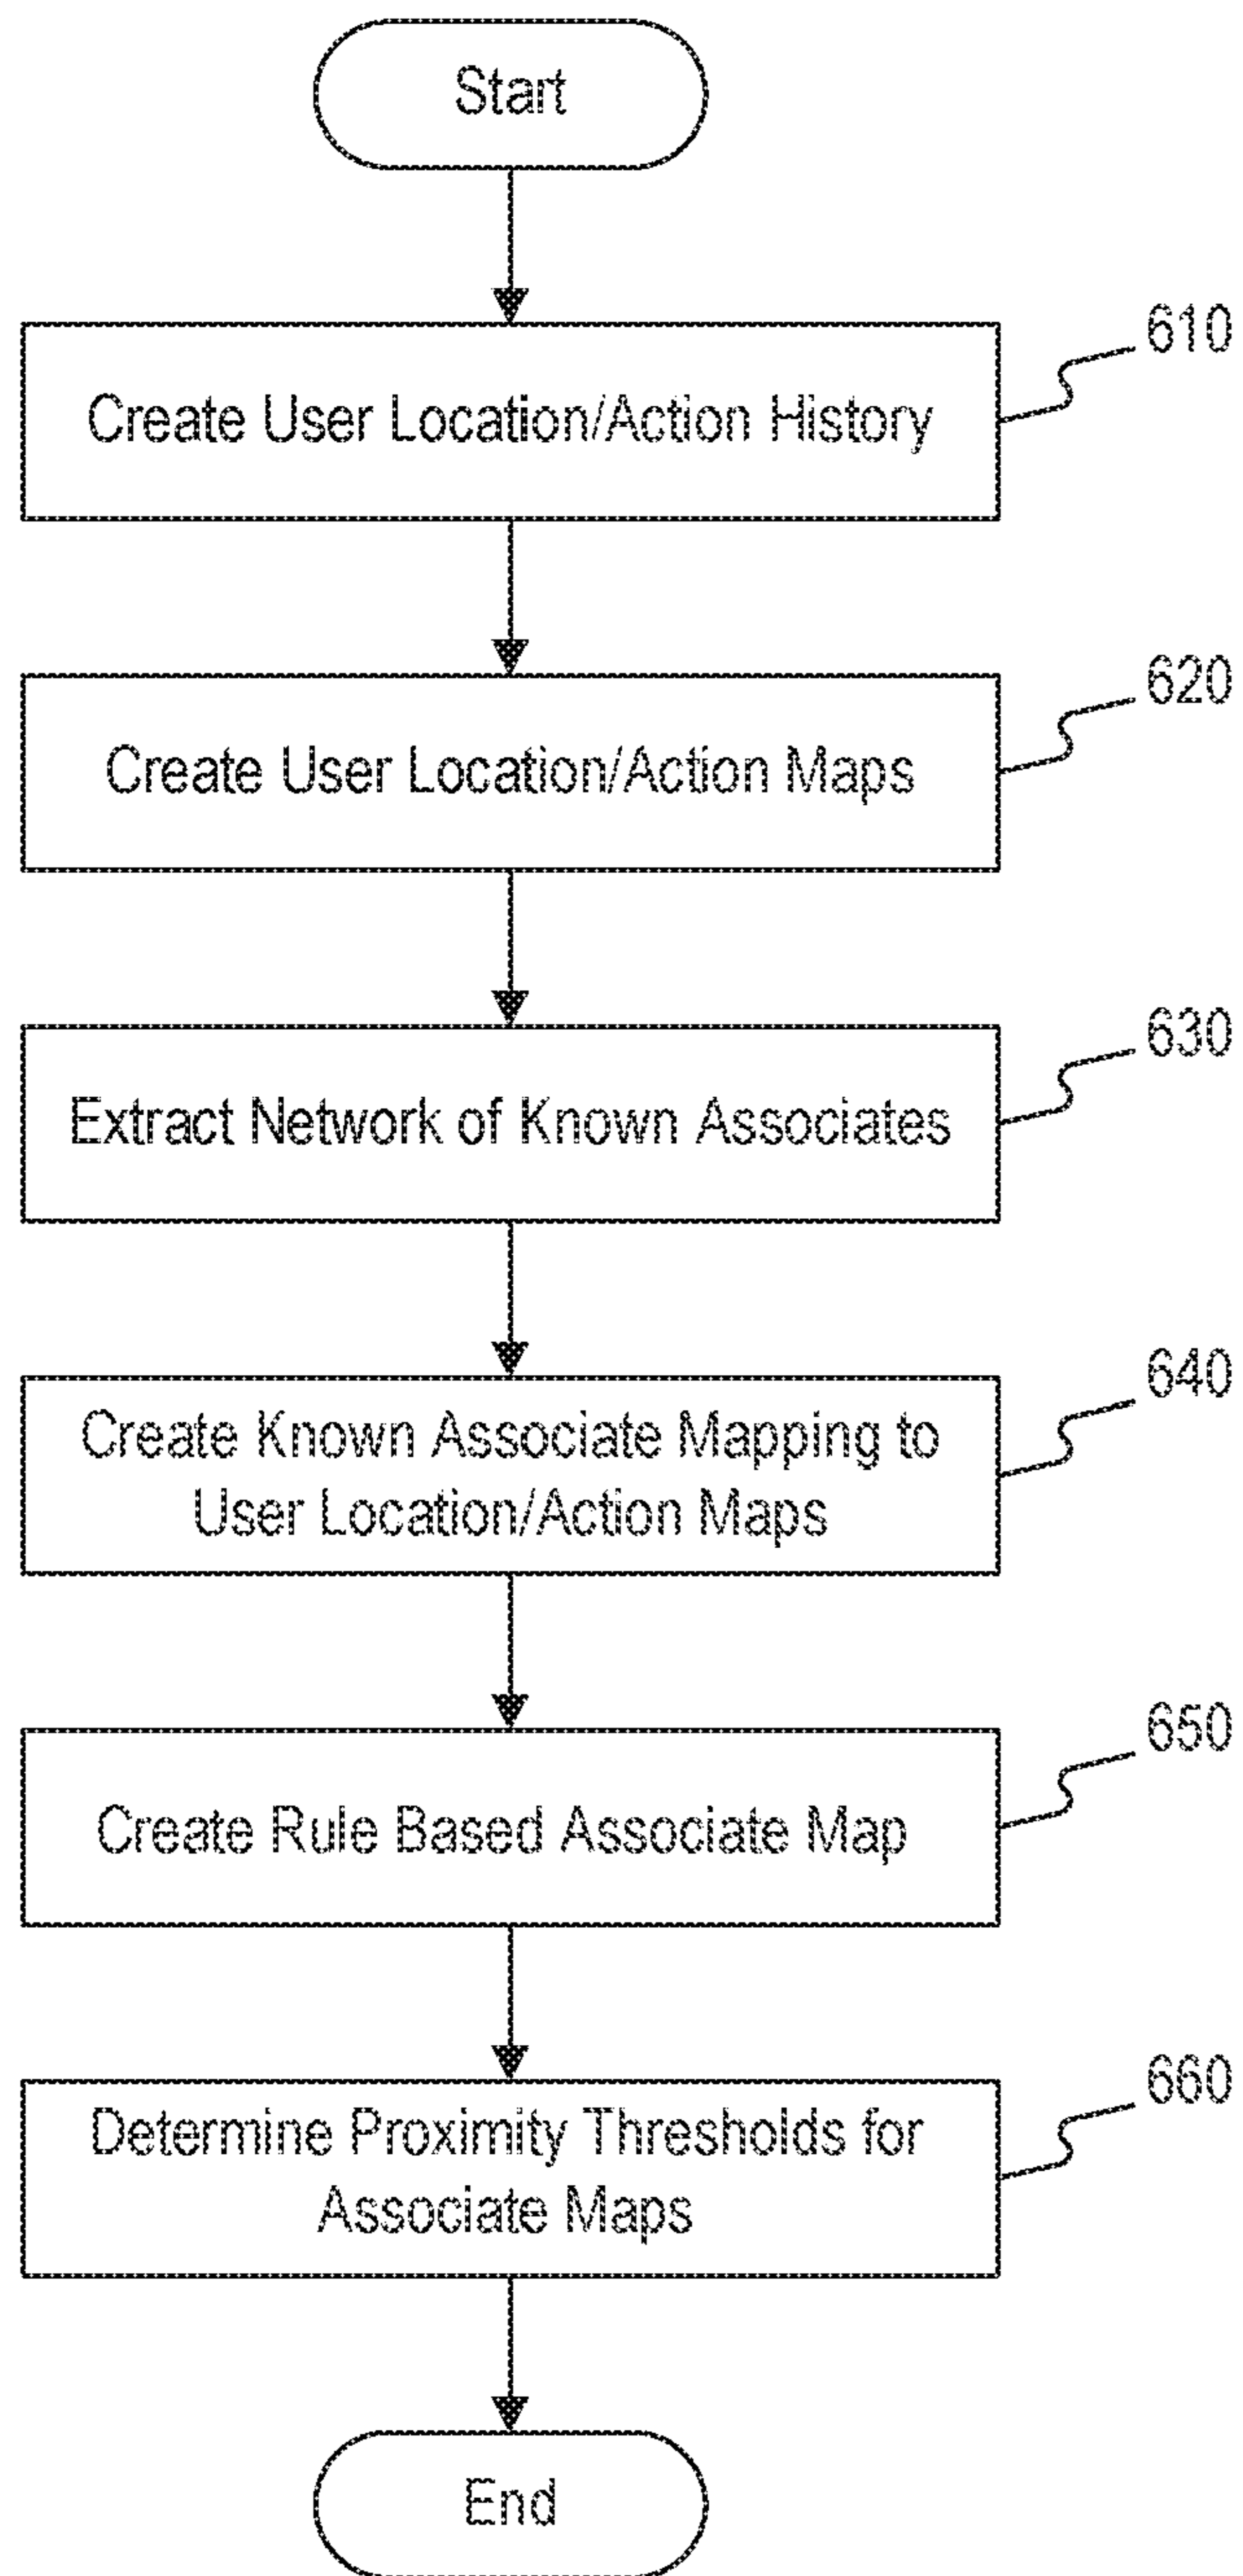 Start
610
Create User Location/Action History
620
Create User Location/Action Maps
630
Extract Network of Known Associates
640
Create Known Associate Mapping to
User Location/Action Maps
650
Create Rule Based Associate Map
660
Determine Proximity Thresholds for
Associate Maps
End